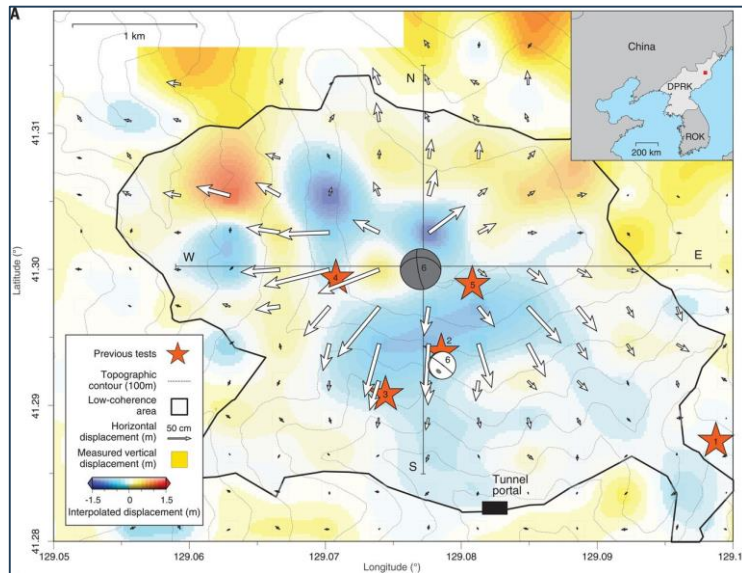 A
1 km
N
China
DPRK
ROK
200 km
41.31
Latitude (°)
41.30
W
E
6
4
5
2
6
3
1
41.29
Previous tests
Topographic
contour (100m)
Low-coherence
area
Horizontal 50 cm
displacement (m)
Measured vertical
displacement (m)
-1.5 0 1.5
Interpolated displacement (m)
S
Tunnel
portal
41.28
129.05 129.06 129.07 129.08 129.09 129.1
Longitude (°)